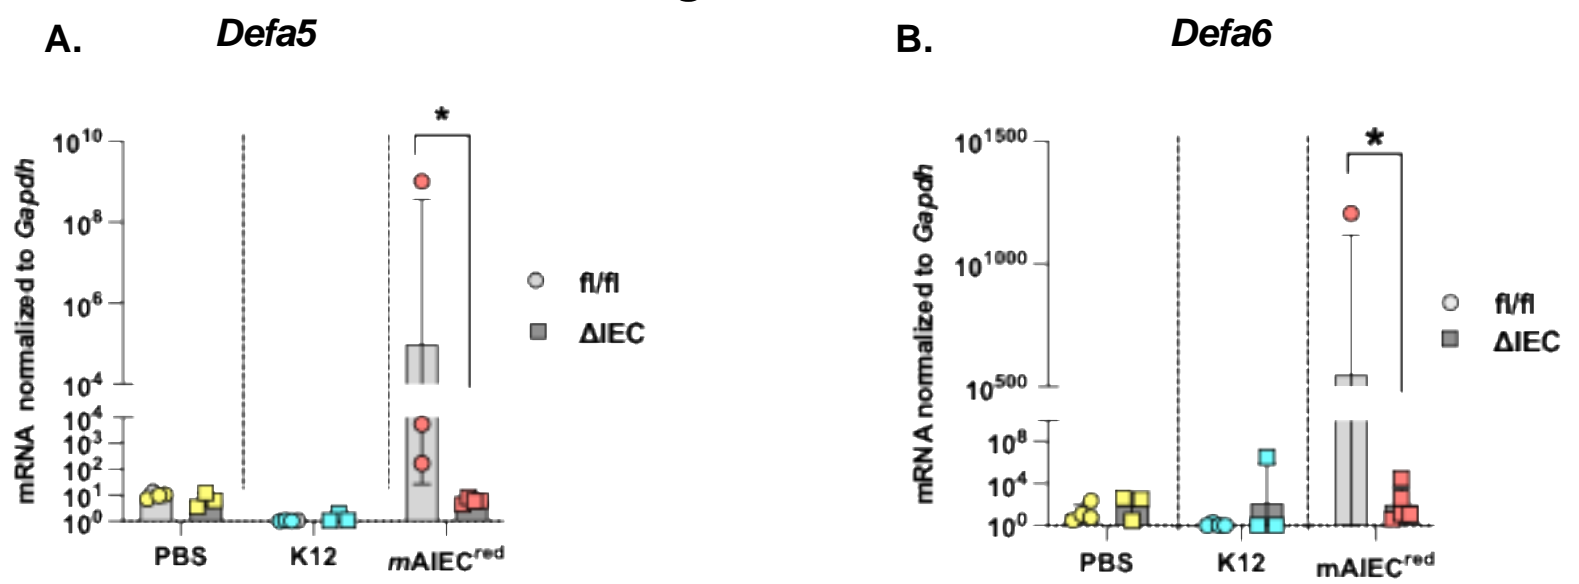 A.
Defa5
mRNA normalized to Gapdh
10^10
10^8
10^6
10^4
10^4
10^3
10^2
10^1
10^0
*
PBS
K12
mAIEC^red
fl/fl
ΔIEC
B.
Defa6
mRNA normalized to Gapdh
10^1500
10^1000
10^500
10^8
10^4
10^0
*
PBS
K12
mAIEC^red
fl/fl
ΔIEC